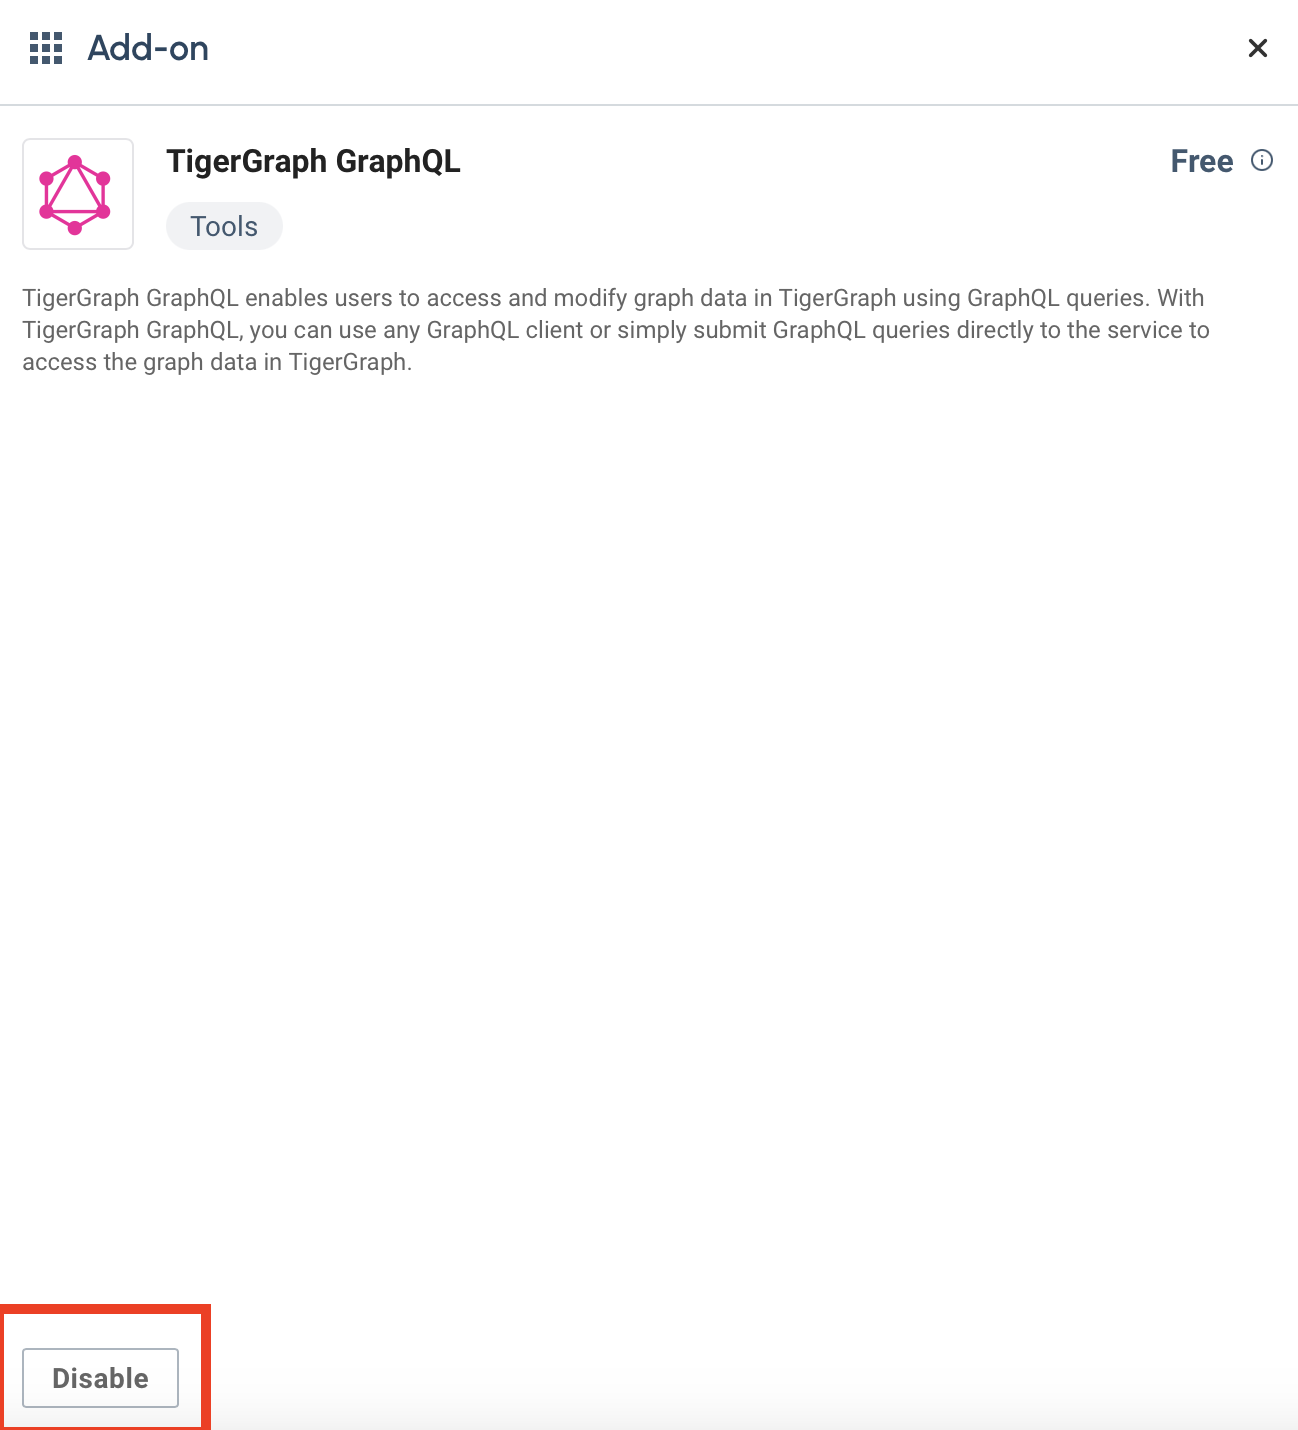 Add-on
TigerGraph GraphQL
Free
Tools
TigerGraph GraphQL enables users to access and modify graph data in TigerGraph using GraphQL queries. With
TigerGraph GraphQL, you can use any GraphQL client or simply submit GraphQL queries directly to the service to
access the graph data in TigerGraph.
Disable